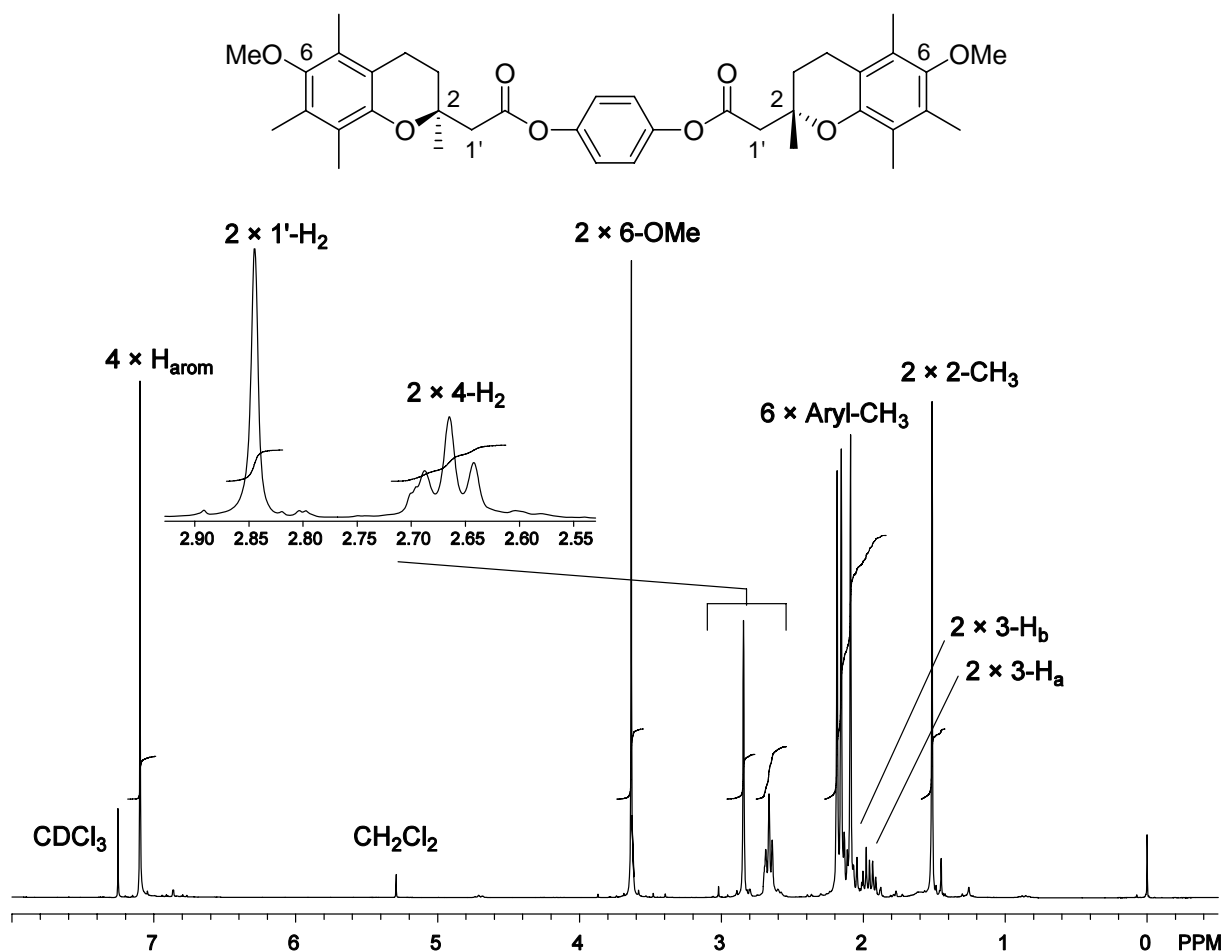 MeO 6 O 2 1' O O O O 1' 2 O 6 OMe
2 × 1'-H₂
2 × 6-OMe
4 × Hₐᵣₒₘ
2 × 4-H₂
2 × 2-CH₃
6 × Aryl-CH₃
2.90 2.85 2.80 2.75 2.70 2.65 2.60 2.55
2 × 3-Hb
2 × 3-Ha
CDCl₃
CH₂Cl₂
7 6 5 4 3 2 1 0 PPM